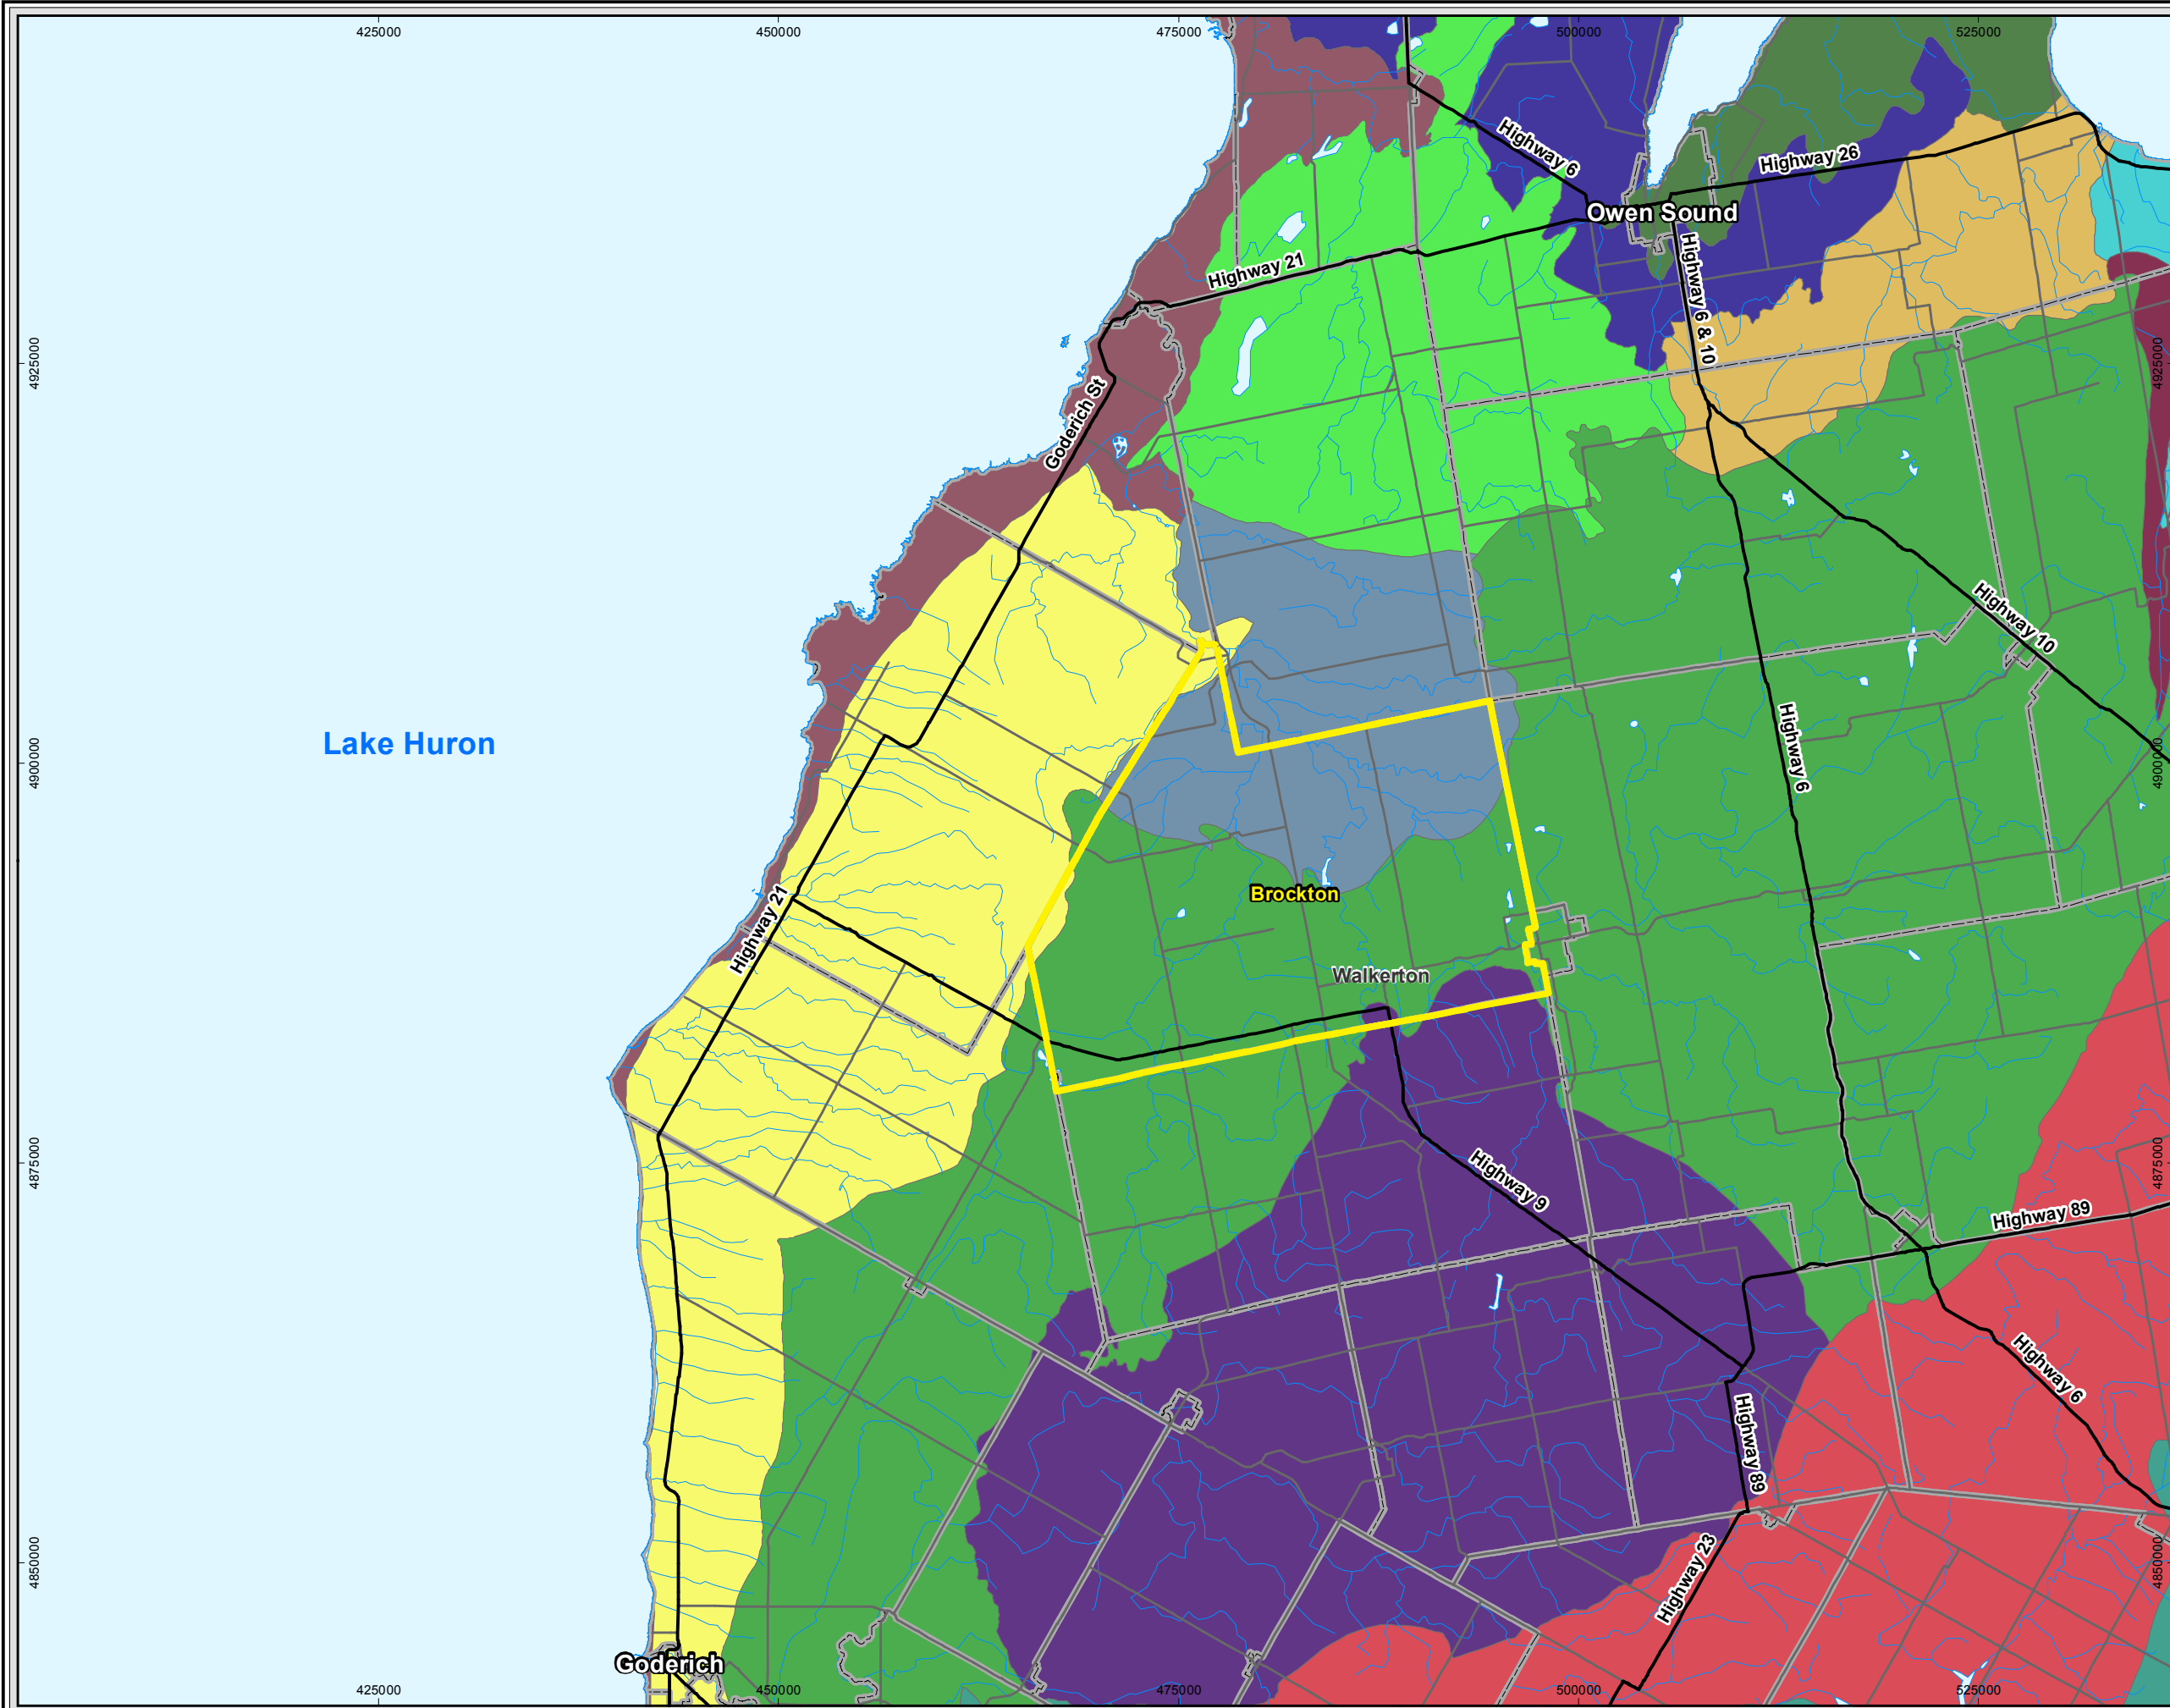 425000
450000
475000
500000
525000
Highway 6
Highway 26
Owen Sound
Highway 21
Highway 6 & 10
4925000
4925000
Goderich St
Highway 10
Lake Huron
Highway 6
4900000
4900000
Brockton
Highway 21
Walkerton
4875000
4875000
Highway 9
Highway 89
Highway 6
Highway 89
4850000
4850000
Highway 23
Goderich
425000
450000
475000
500000
525000